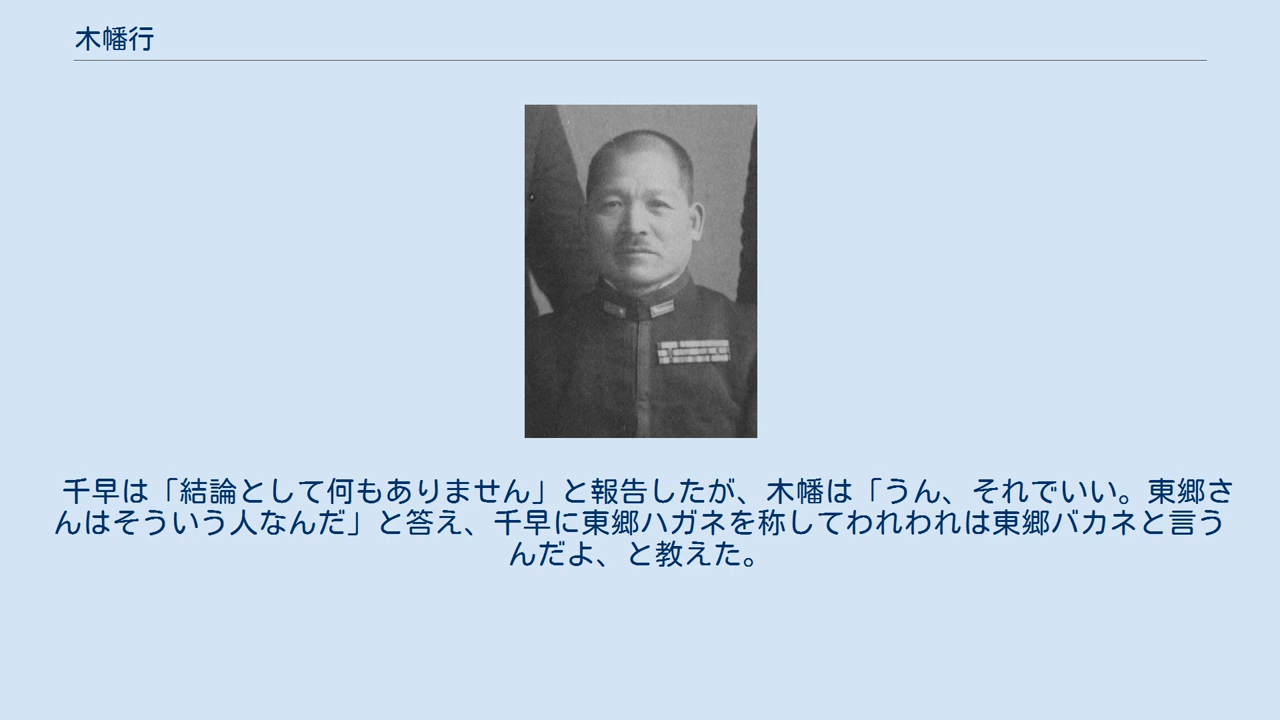 木幡行
千早は「結論として何もありません」と報告したが、木幡は「うん、それでいい。東郷さ
んはそういう人なんだ」と答え、千早に東郷ハガネを称してわれわれは東郷バカネと言う
んだよ、と教えた。